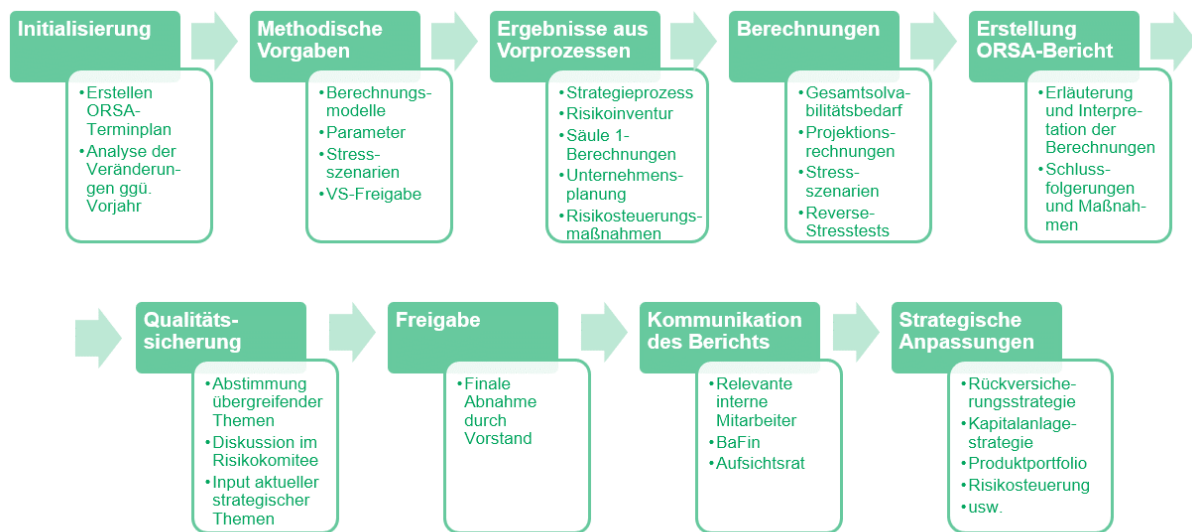 Initialisierung
• Erstellen
ORSA-
Terminplan
• Analyse der
Veränderun-
gen ggü.
Vorjahr
Methodische
Vorgaben
• Berechnungs-
modelle
• Parameter
• Stress-
szenarien
• VS-Freigabe
Ergebnisse aus
Vorprozessen
• Strategieprozess
• Risikoinventur
• Säule 1-
Berechnungen
• Unternehmens-
planung
• Risikosteuerungs-
maßnahmen
Berechnungen
• Gesamtsolva-
bilitätsbedarf
• Projektions-
rechnungen
• Stress-
szenarien
• Reverse-
Stresstests
Erstellung
ORSA-Bericht
• Erläuterung
und Interpre-
tation der
Berechnungen
• Schluss-
folgerungen
und Maßnah-
men
Qualitäts-
sicherung
• Abstimmung
übergreifender
Themen
• Diskussion im
Risikokomitee
• Input aktueller
strategischer
Themen
Freigabe
• Finale
Abnahme
durch
Vorstand
Kommunikation
des Berichts
• Relevante
interne
Mitarbeiter
• BaFin
• Aufsichtsrat
Strategische
Anpassungen
• Rückversiche-
rungsstrategie
• Kapitalanlage-
strategie
• Produktportfolio
• Risikosteuerung
• usw.